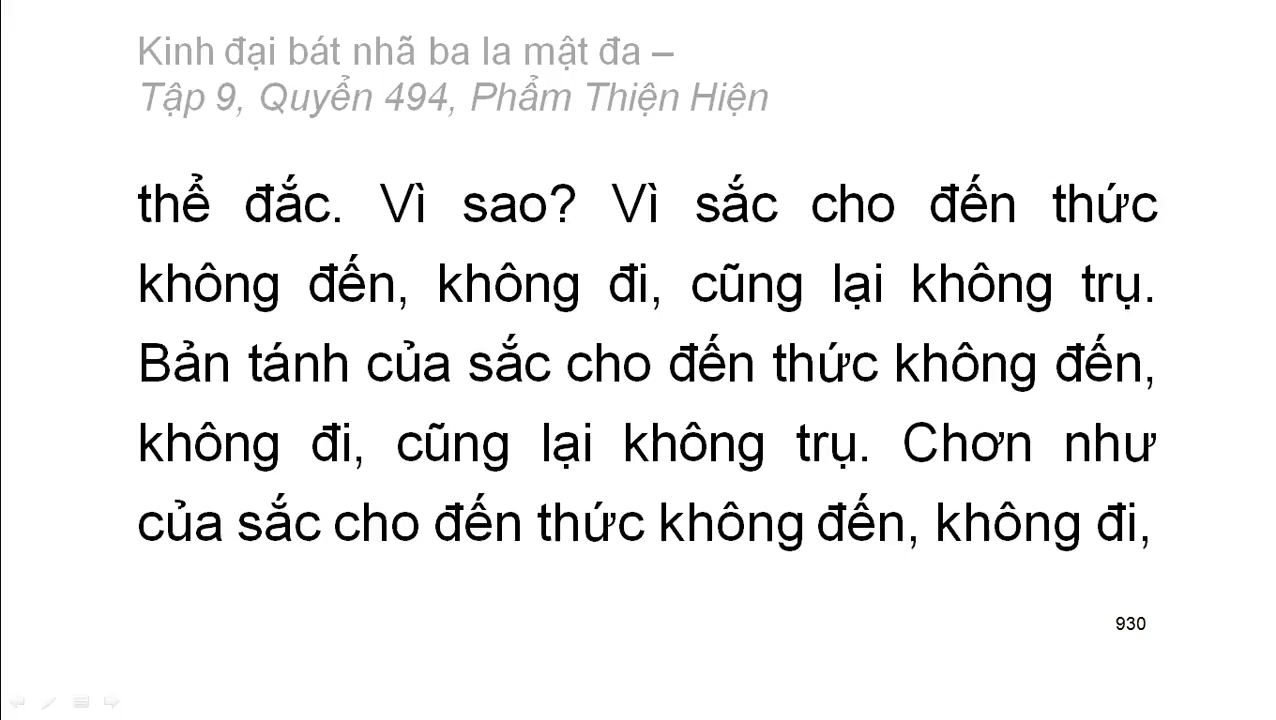 Kinh đại bát nhã ba la mật đa –
Tập 9, Quyển 494, Phẩm Thiện Hiện
thể đắc. Vì sao? Vì sắc cho đến thức
không đến, không đi, cũng lại không trụ.
Bản tánh của sắc cho đến thức không đến,
không đi, cũng lại không trụ. Chơn như
của sắc cho đến thức không đến, không đi,
930